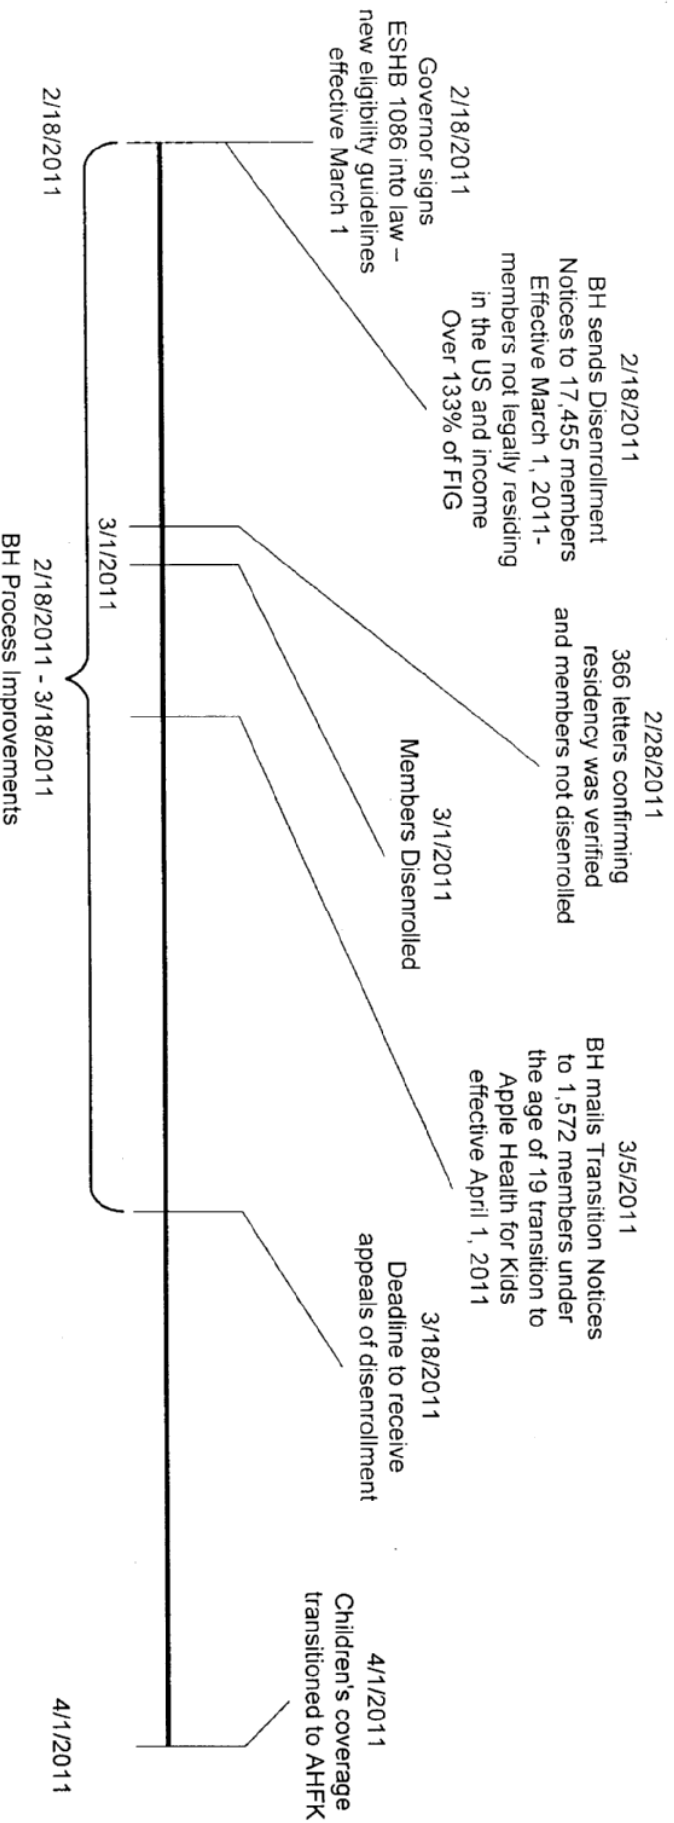 2/18/2011
Governor signs
ESHB 1086 into law –
new eligibility guidelines
effective March 1
2/18/2011
BH sends Disenrollment
Notices to 17,455 members
Effective March 1, 2011-
members not legally residing
in the US and income
Over 133% of FIG
2/28/2011
366 letters confirming
residency was verified
and members not disenrolled
3/1/2011
Members Disenrolled
3/5/2011
BH mails Transition Notices
to 1,572 members under
the age of 19 transition to
Apple Health for Kids
effective April 1, 2011
3/18/2011
Deadline to receive
appeals of disenrollment
4/1/2011
Children's coverage
transitioned to AHFK
2/18/2011
3/1/2011
4/1/2011
2/18/2011 - 3/18/2011
BH Process Improvements